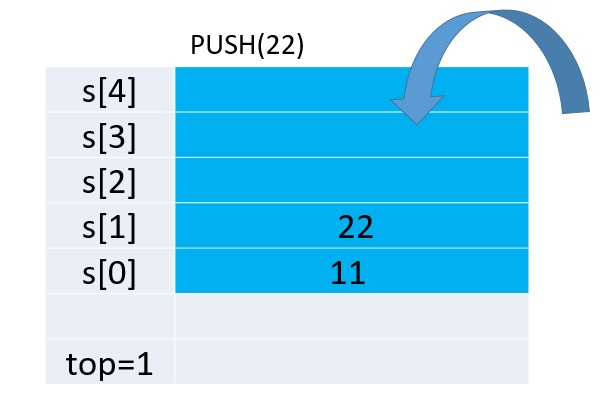 PUSH(22)
s[4]
s[3]
s[2]
s[1] 22
s[0] 11
top=1